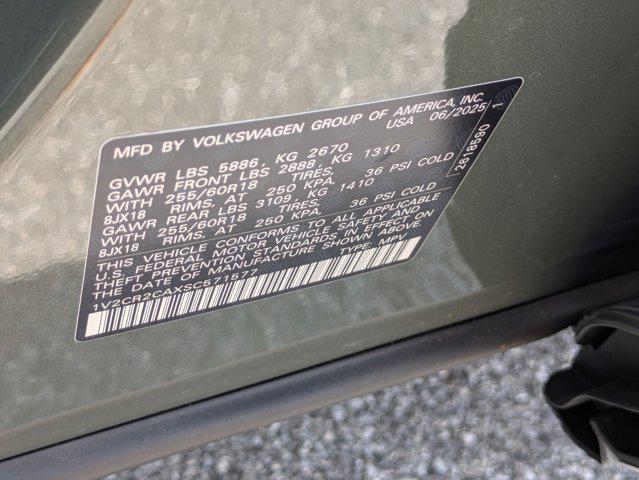 MFD BY VOLKSWAGEN GROUP OF AMERICA, INC.
USA 06/2025
GVWR LBS 5886, KG 2670
GAWR FRONT LBS 2888, KG 1310
WITH 255/60R18 TIRES, 36 PSI COLD
8JX18 RIMS, AT 250 KPA,
GAWR REAR LBS 3109, KG 1410
WITH 255/60R18 TIRES, 36 PSI COLD
8JX18 RIMS, AT 250 KPA,
THIS VEHICLE CONFORMS TO ALL APPLICABLE
U.S. FEDERAL MOTOR VEHICLE SAFETY AND
THEFT PREVENTION STANDARDS IN EFFECT ON
THE DATE OF MANUFACTURE SHOWN ABOVE.
1V2CR2CAXSC571577 TYPE: MPV
2618590 1